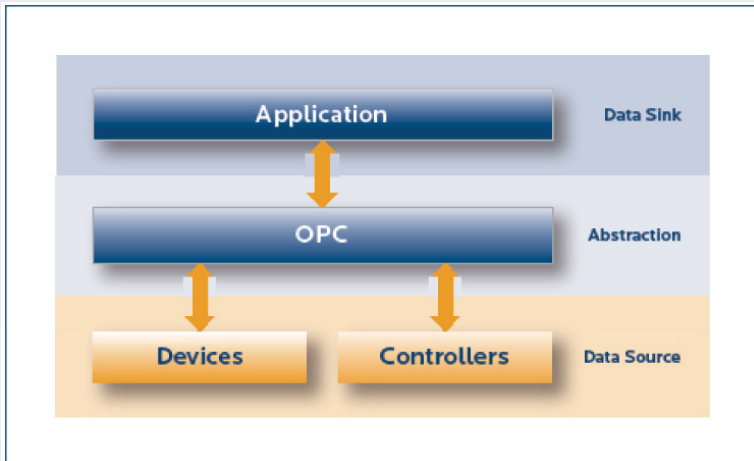 Application
Data Sink
OPC
Abstraction
Devices
Controllers
Data Source